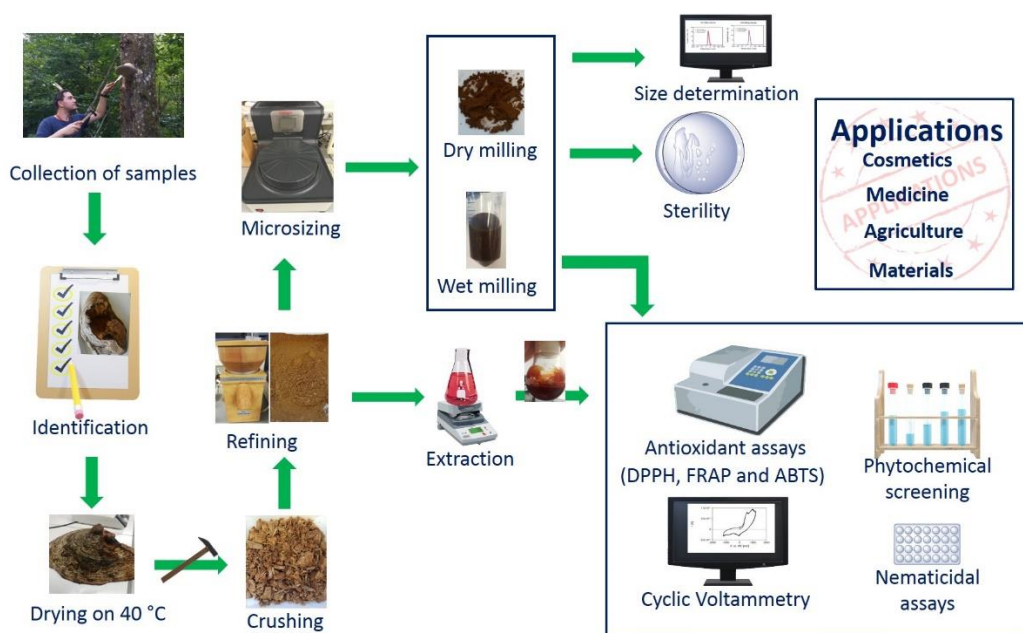 Collection of samples
Identification
Drying on 40 °C
Crushing
Refining
Microsizing
Dry milling
Wet milling
Extraction
Size determination
Sterility
Antioxidant assays
(DPPH, FRAP and ABTS)
Phytochemical
screening
Cyclic Voltammetry
Nematicidal
assays
Applications
Cosmetics
Medicine
APPLICATIONS
Agriculture
Materials